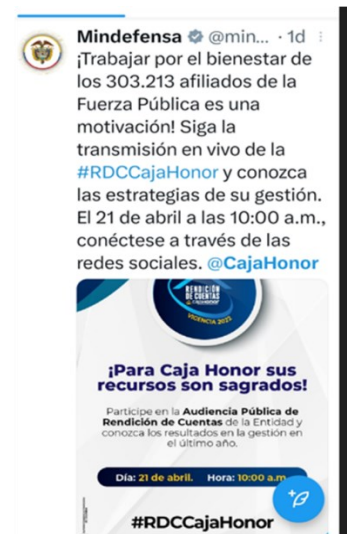 Mindefensa @min... · 1d
¡Trabajar por el bienestar de
los 303.213 afiliados de la
Fuerza Pública es una
motivación! Siga la
transmisión en vivo de la
#RDCCajaHonor y conozca
las estrategias de su gestión.
El 21 de abril a las 10:00 a.m.,
conéctese a través de las
redes sociales. @CajaHonor
RENDICIÓN
DE CUENTAS
VIGENCIA 2022
¡Para Caja Honor sus
recursos son sagrados!
Participe en la Audiencia Pública de
Rendición de Cuentas de la Entidad y
conozca los resultados en la gestión en
el último año.
Día: 21 de abril. Hora: 10:00 a.m
#RDCCajaHonor